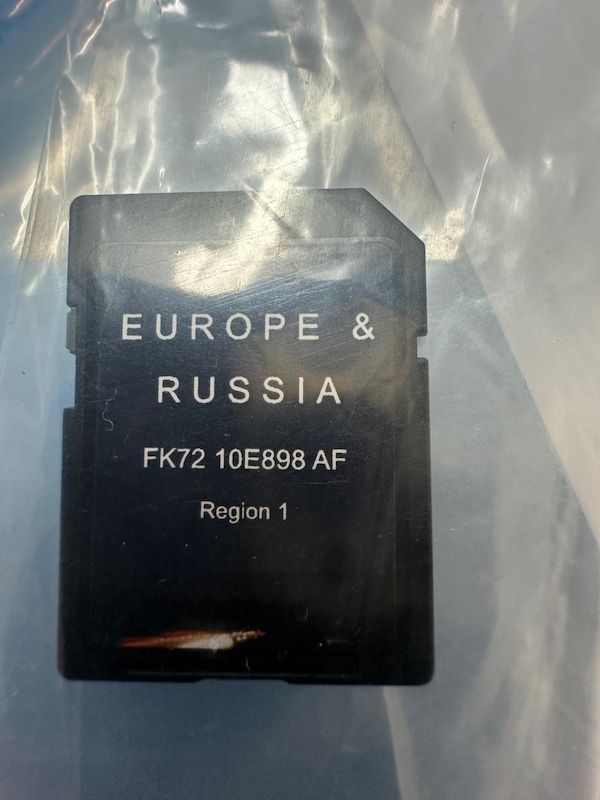 EUROPE &
RUSSIA
FK72 10E898 AF
Region 1